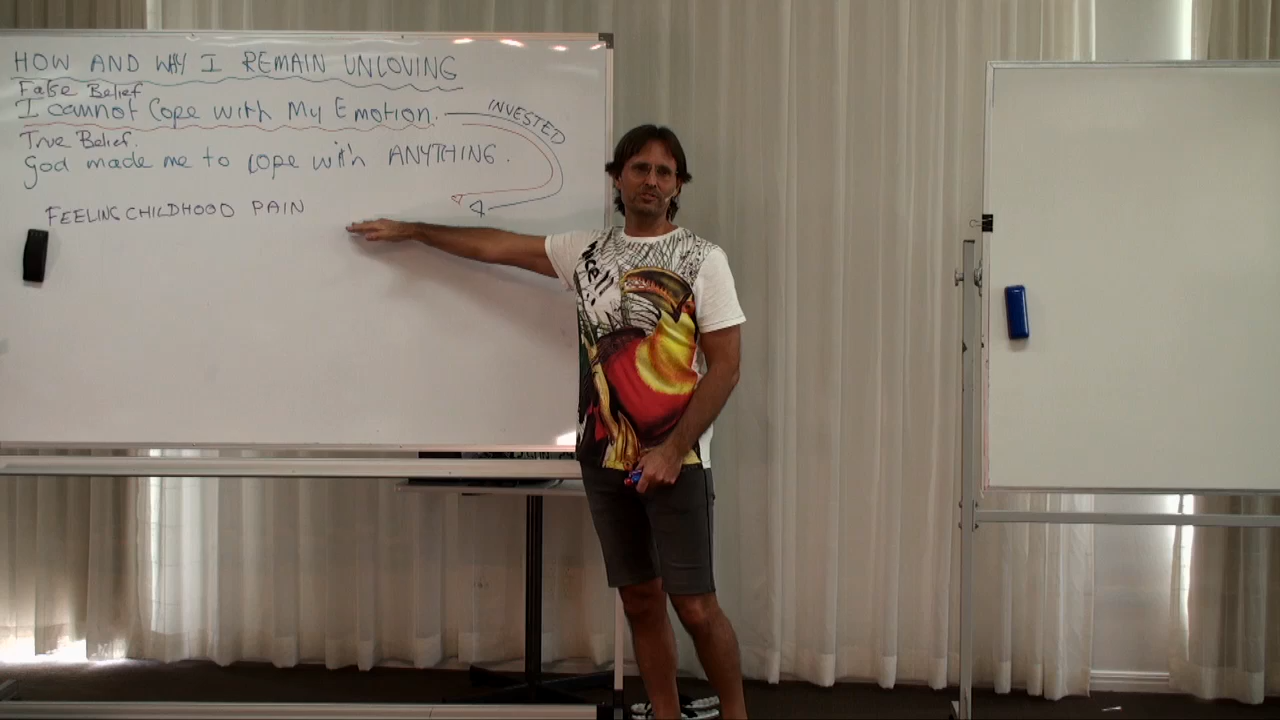 HOW AND WHY I REMAIN UNLOVING
False Belief
I cannot Cope with My Emotion.
INVESTED
True Belief.
God made me to cope with ANYTHING.
FEELING CHILDHOOD PAIN